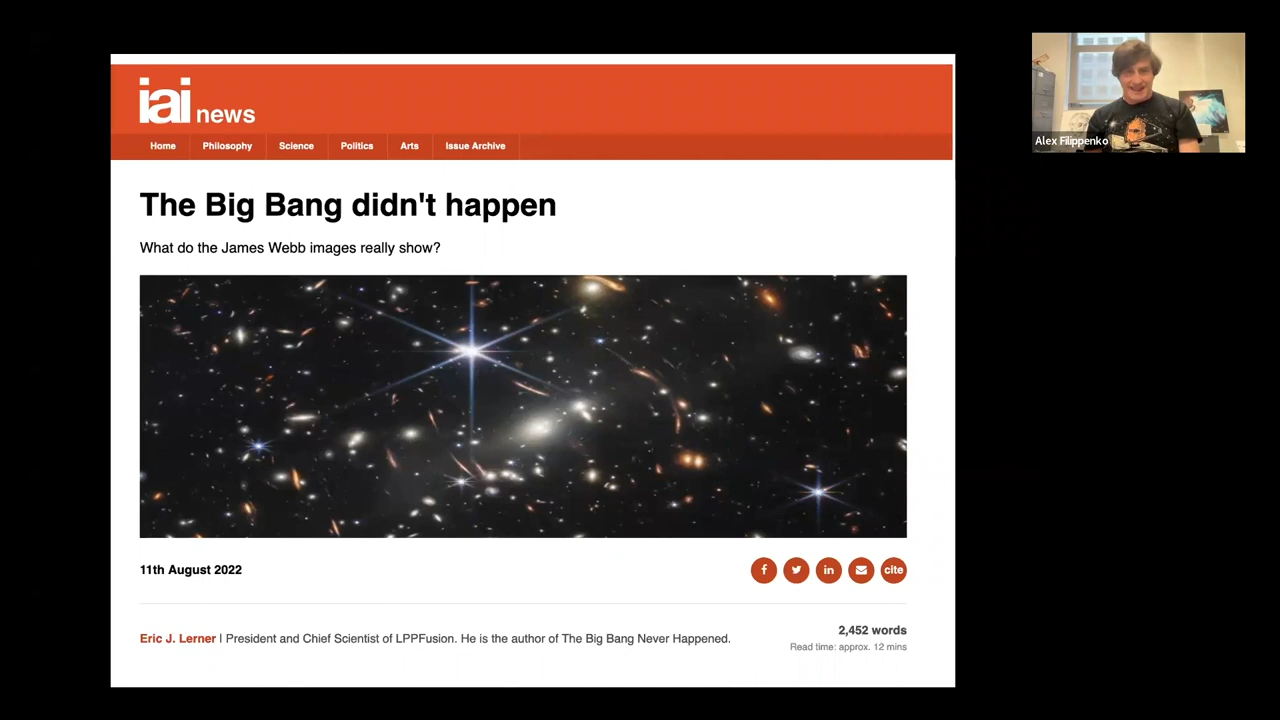 iai news
Home Philosophy Science Politics Arts Issue Archive
The Big Bang didn't happen
What do the James Webb images really show?
11th August 2022
f in cite
Eric J. Lerner | President and Chief Scientist of LPPFusion. He is the author of The Big Bang Never Happened.
2,452 words
Read time: approx. 12 mins
Alex Filippenko